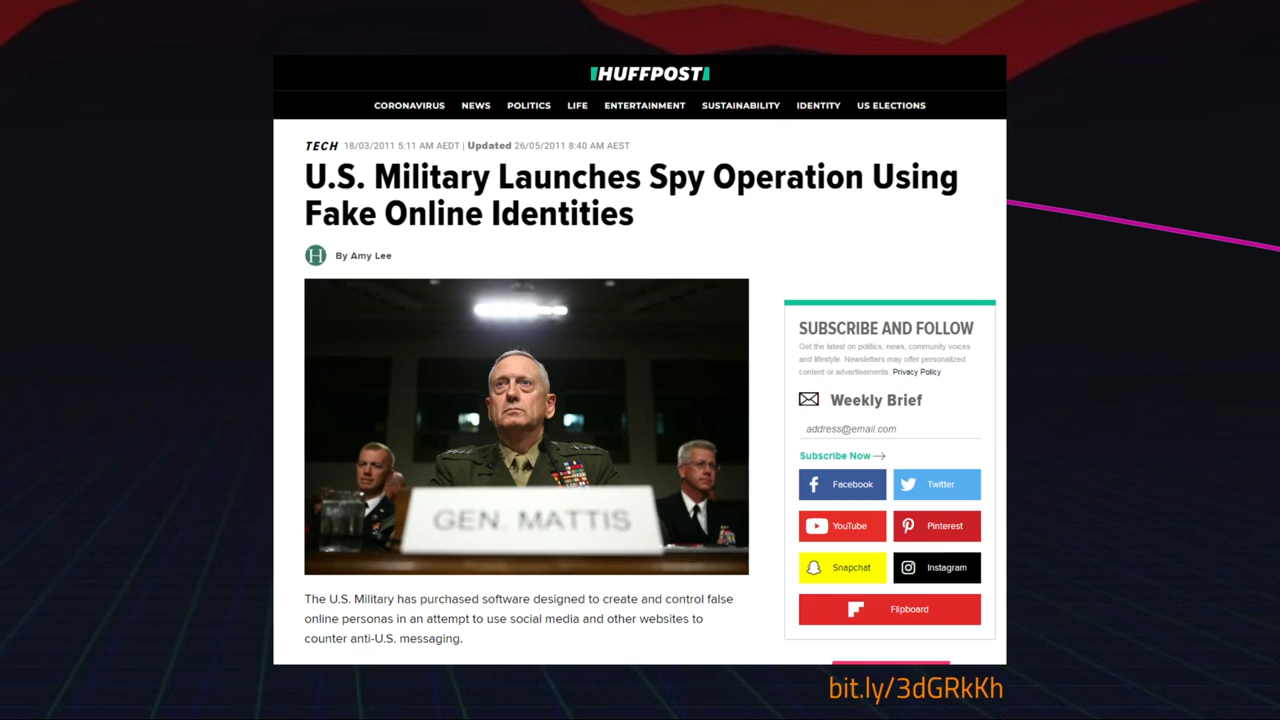 HUFFPOST
CORONAVIRUS NEWS POLITICS LIFE ENTERTAINMENT SUSTAINABILITY IDENTITY US ELECTIONS
TECH 18/03/2011 5:11 AM AEDT | Updated 26/05/2011 8:40 AM AEST
U.S. Military Launches Spy Operation Using
Fake Online Identities
H By Amy Lee
GEN. MATTIS
The U.S. Military has purchased software designed to create and control false
online personas in an attempt to use social media and other websites to
counter anti-U.S. messaging.
SUBSCRIBE AND FOLLOW
Get the latest on politics, news, community voices
and lifestyle. Newsletters may offer personalized
content or advertisements. Privacy Policy
Weekly Brief
address@email.com
Subscribe Now
Facebook Twitter
YouTube Pinterest
Snapchat Instagram
Flipboard
bit.ly/3dGRkKh